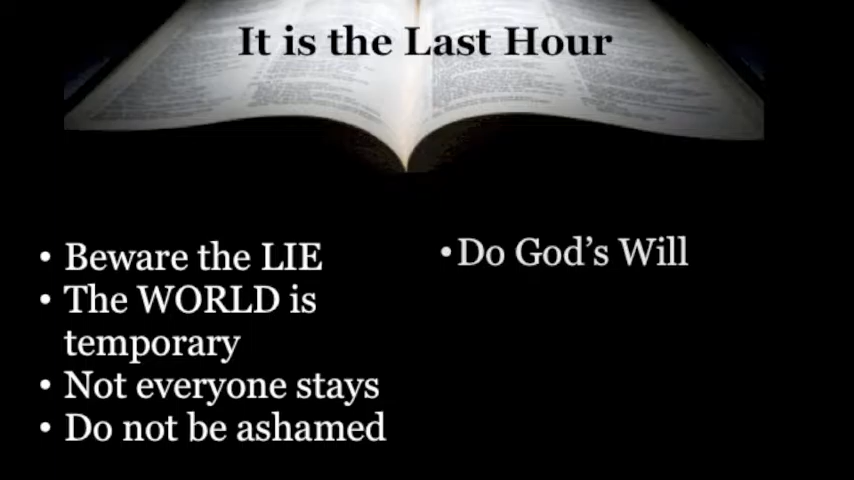 It is the Last Hour
• Beware the LIE
• The WORLD is
temporary
• Not everyone stays
• Do not be ashamed
•Do God’s Will